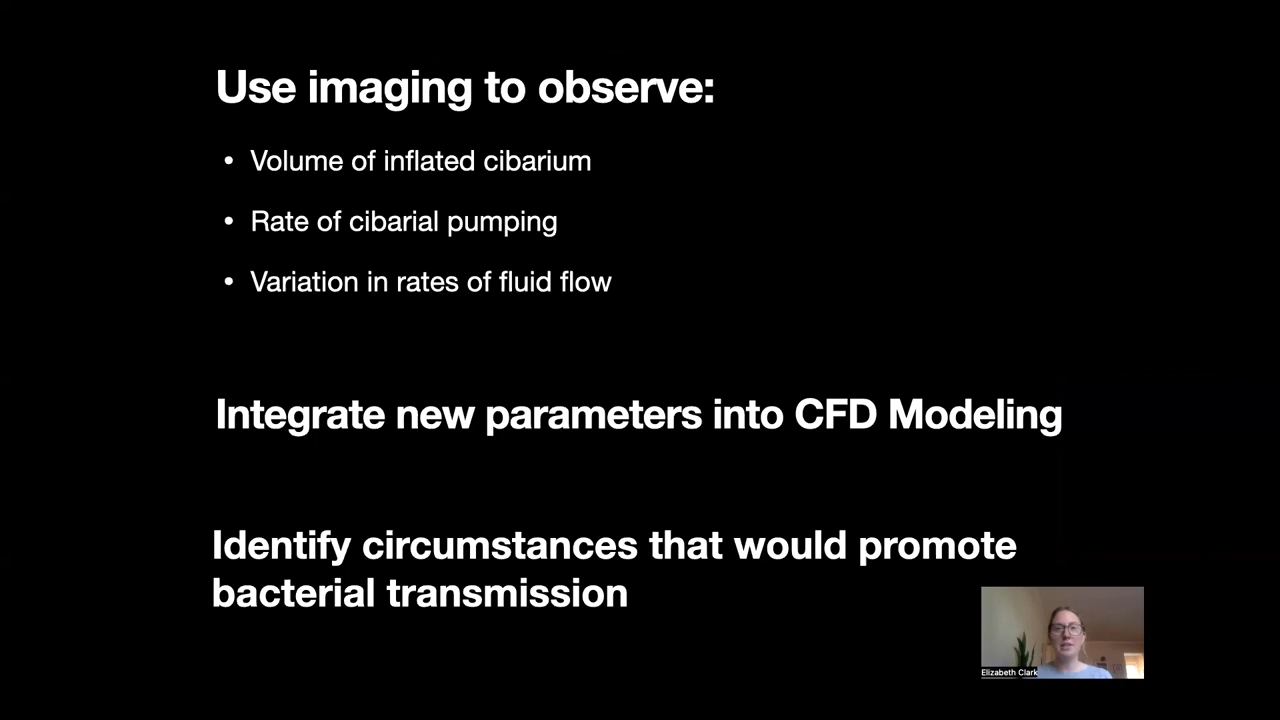 Use imaging to observe:
• Volume of inflated cibarium
• Rate of cibarial pumping
• Variation in rates of fluid flow
Integrate new parameters into CFD Modeling
Identify circumstances that would promote
bacterial transmission
Elizabeth Clark